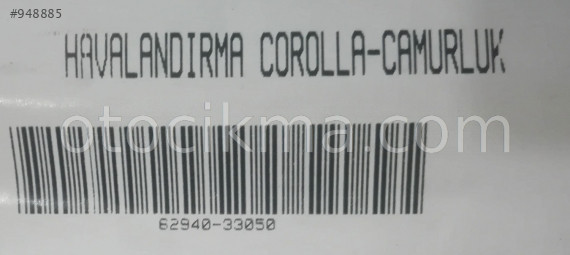 #948885
HAVALANDIRMA COROLLA-CAMURLUK
otocikma.com
62940-33050